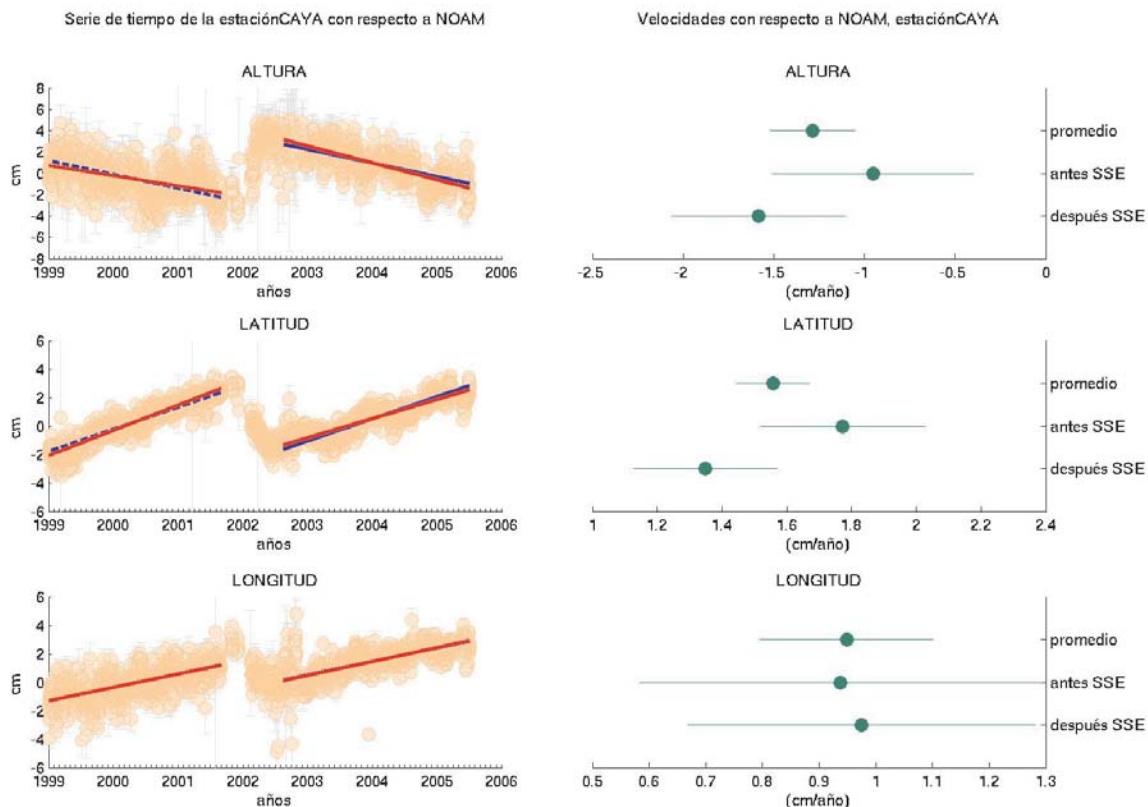 Serie de tiempo de la estaciónCAYA con respecto a NOAM
Velocidades con respecto a NOAM, estaciónCAYA
ALTURA
8
6
4
2
0
-2
-4
-6
-8
cm
1999 2000 2001 2002 2003 2004 2005 2006
años
ALTURA
promedio
antes SSE
después SSE
-2.5 -2 -1.5 -1 -0.5 0
(cm/año)
LATITUD
6
4
2
0
-2
-4
-6
cm
1999 2000 2001 2002 2003 2004 2005 2006
años
LATITUD
promedio
antes SSE
después SSE
1 1.2 1.4 1.6 1.8 2 2.2 2.4
(cm/año)
LONGITUD
6
4
2
0
-2
-4
-6
cm
1999 2000 2001 2002 2003 2004 2005 2006
años
LONGITUD
promedio
antes SSE
después SSE
0.5 0.6 0.7 0.8 0.9 1 1.1 1.2 1.3
(cm/año)